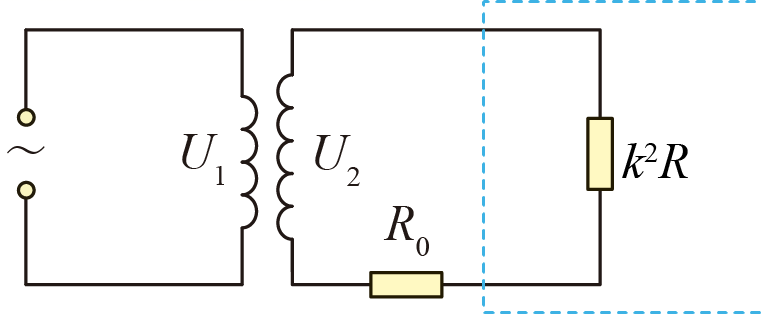 ~
U₁
U₂
k²R
R₀